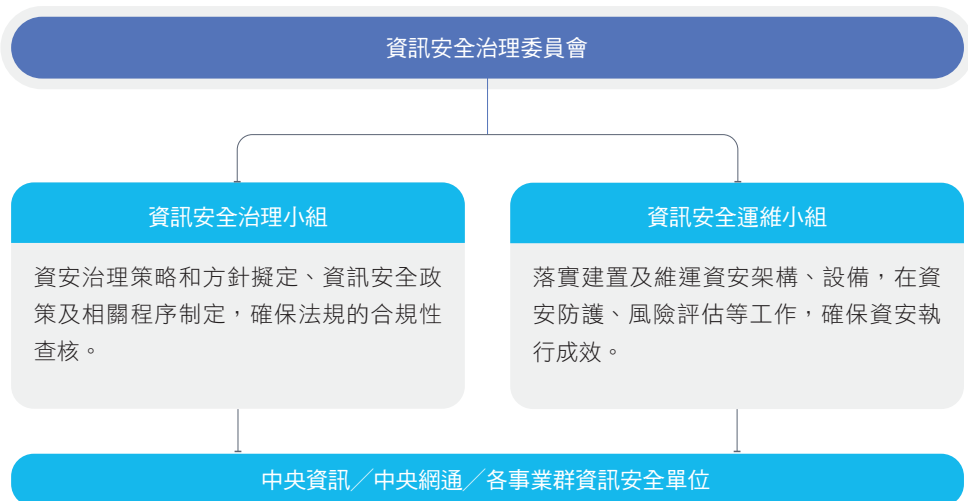 資訊安全治理委員會
資訊安全治理小組
資安治理策略和方針擬定、資訊安全政
策及相關程序制定，確保法規的合規性
查核。
資訊安全運維小組
落實建置及維運資安架構、設備，在資
安防護、風險評估等工作，確保資安執
行成效。
中央資訊／中央網通／各事業群資訊安全單位